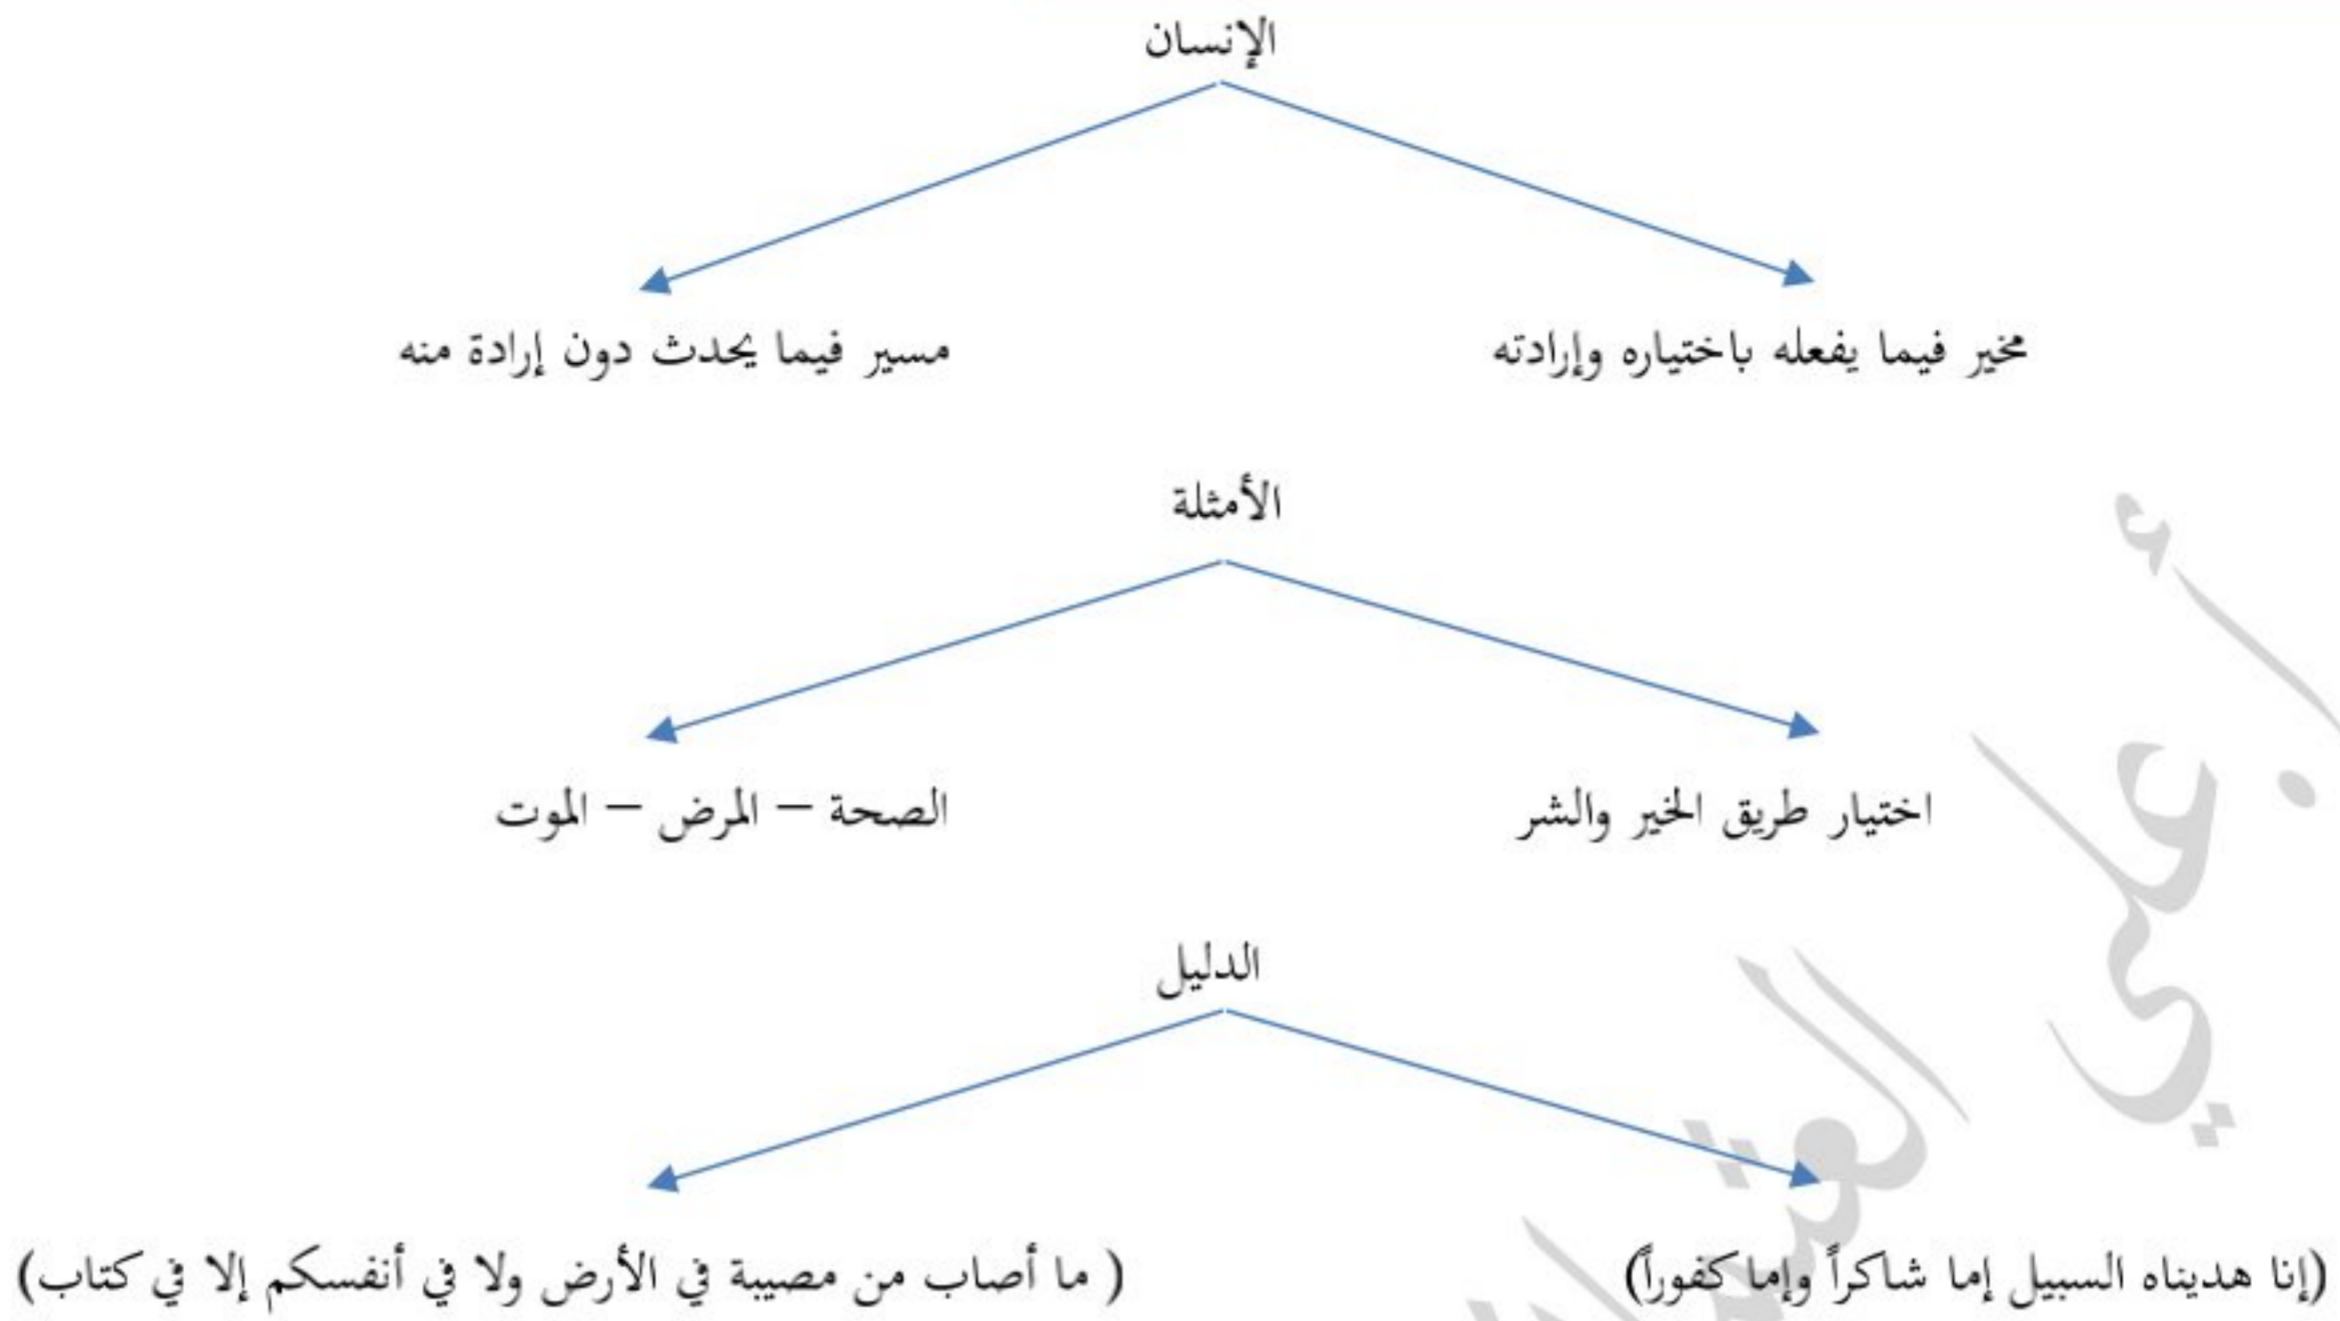 الإنسان
مخير فيما يفعله باختياره وإرادته
مسير فيما يحدث دون إرادة منه
الأمثلة
اختيار طريق الخير والشر
الصحة – المرض – الموت
الدليل
(إنا هديناه السبيل إما شاكراً وإما كفوراً)
( ما أصاب من مصيبة في الأرض ولا في أنفسكم إلا في كتاب)